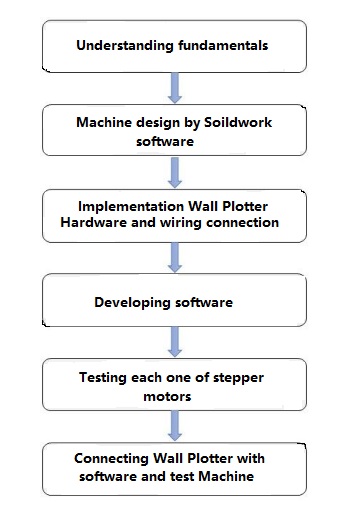 Understanding fundamentals
Machine design by Soildwork
software
Implementation Wall Plotter
Hardware and wiring connection
Developing software
Testing each one of stepper
motors
Connecting Wall Plotter with
software and test Machine